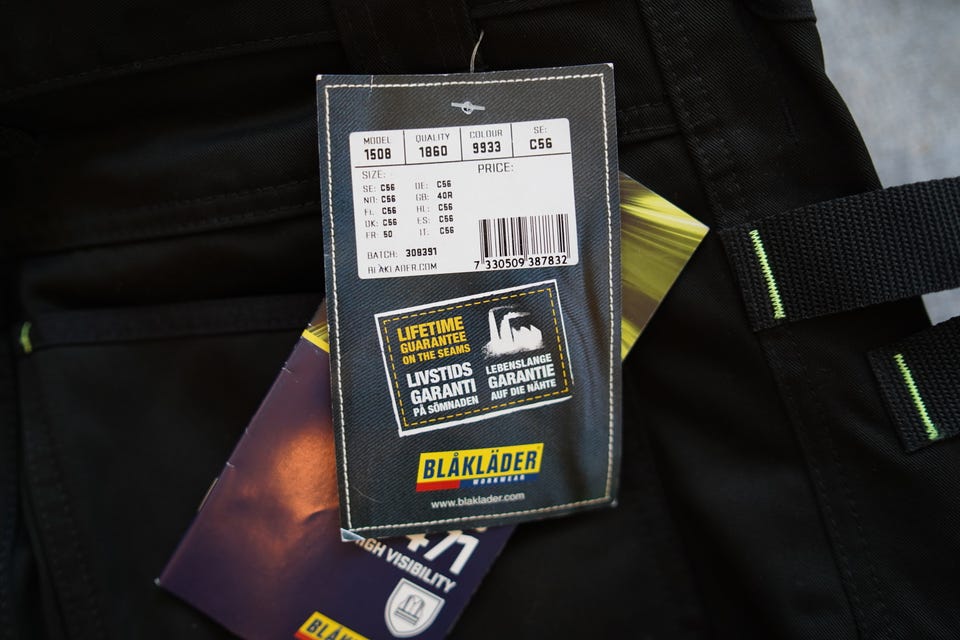 MODEL QUALITY COLOUR SE:
1508 1860 9933 C56
SIZE: PRICE:
SE: C56 DE: C56
NO: C56 GB: 40R
FI: C56 NL: C56
DK: C56 ES: C56
FR: 50 IT: C56
BATCH: 309391
BLAKLADER.COM
7 330509 387832
LIFETIME
GUARANTEE
ON THE SEAMS
LIVSTIDS
GARANTI
PÅ SÖMNADEN
LEBENSLANGE
GARANTIE
AUF DIE NÄHTE
BLÅKLÄDER
WORKWEAR
www.blaklader.com
HIGH VISIBILITY